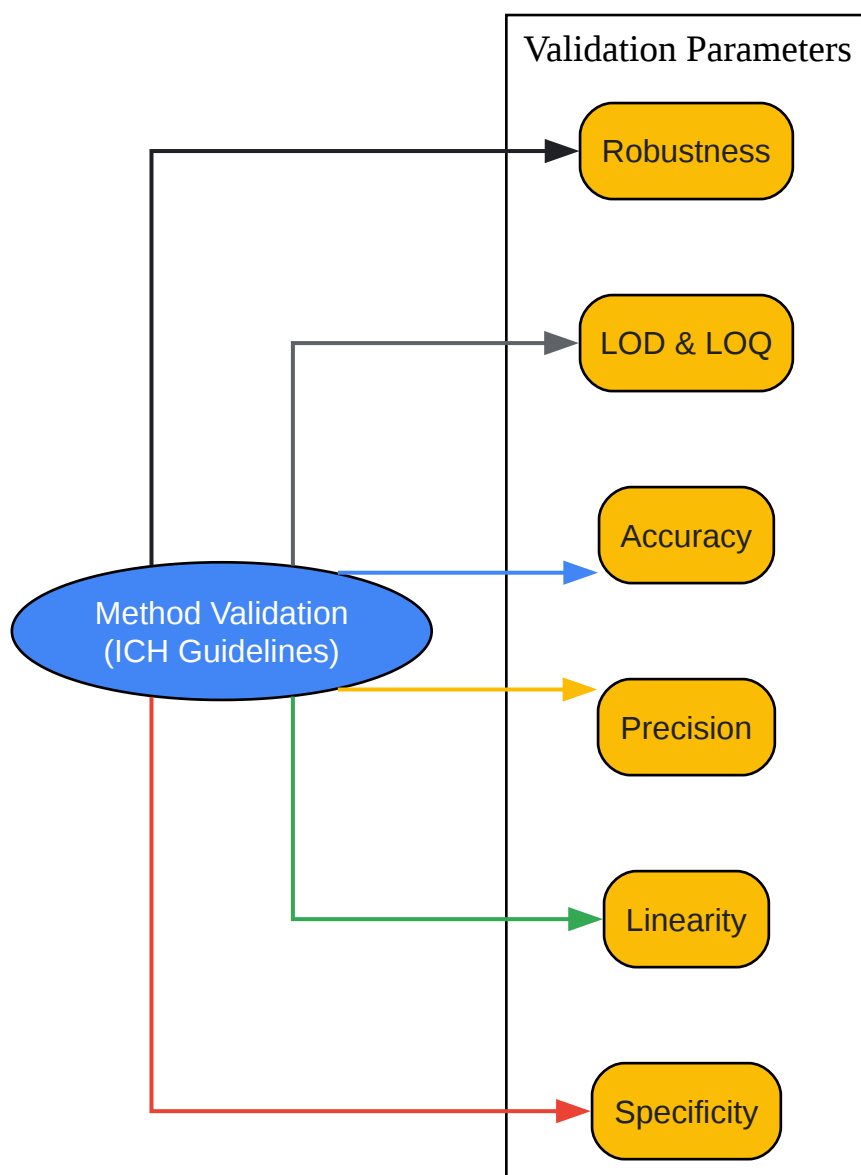 Validation Parameters
Robustness
LOD & LOQ
Accuracy
Method Validation
(ICH Guidelines)
Precision
Linearity
Specificity